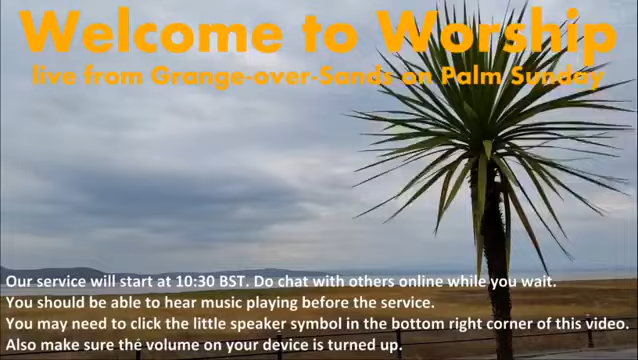 Welcome to Worship
live from Grange-over-Sands on Palm Sunday
Our service will start at 10:30 BST. Do chat with others online while you wait.
You should be able to hear music playing before the service.
You may need to click the little speaker symbol in the bottom right corner of this video.
Also make sure the volume on your device is turned up.